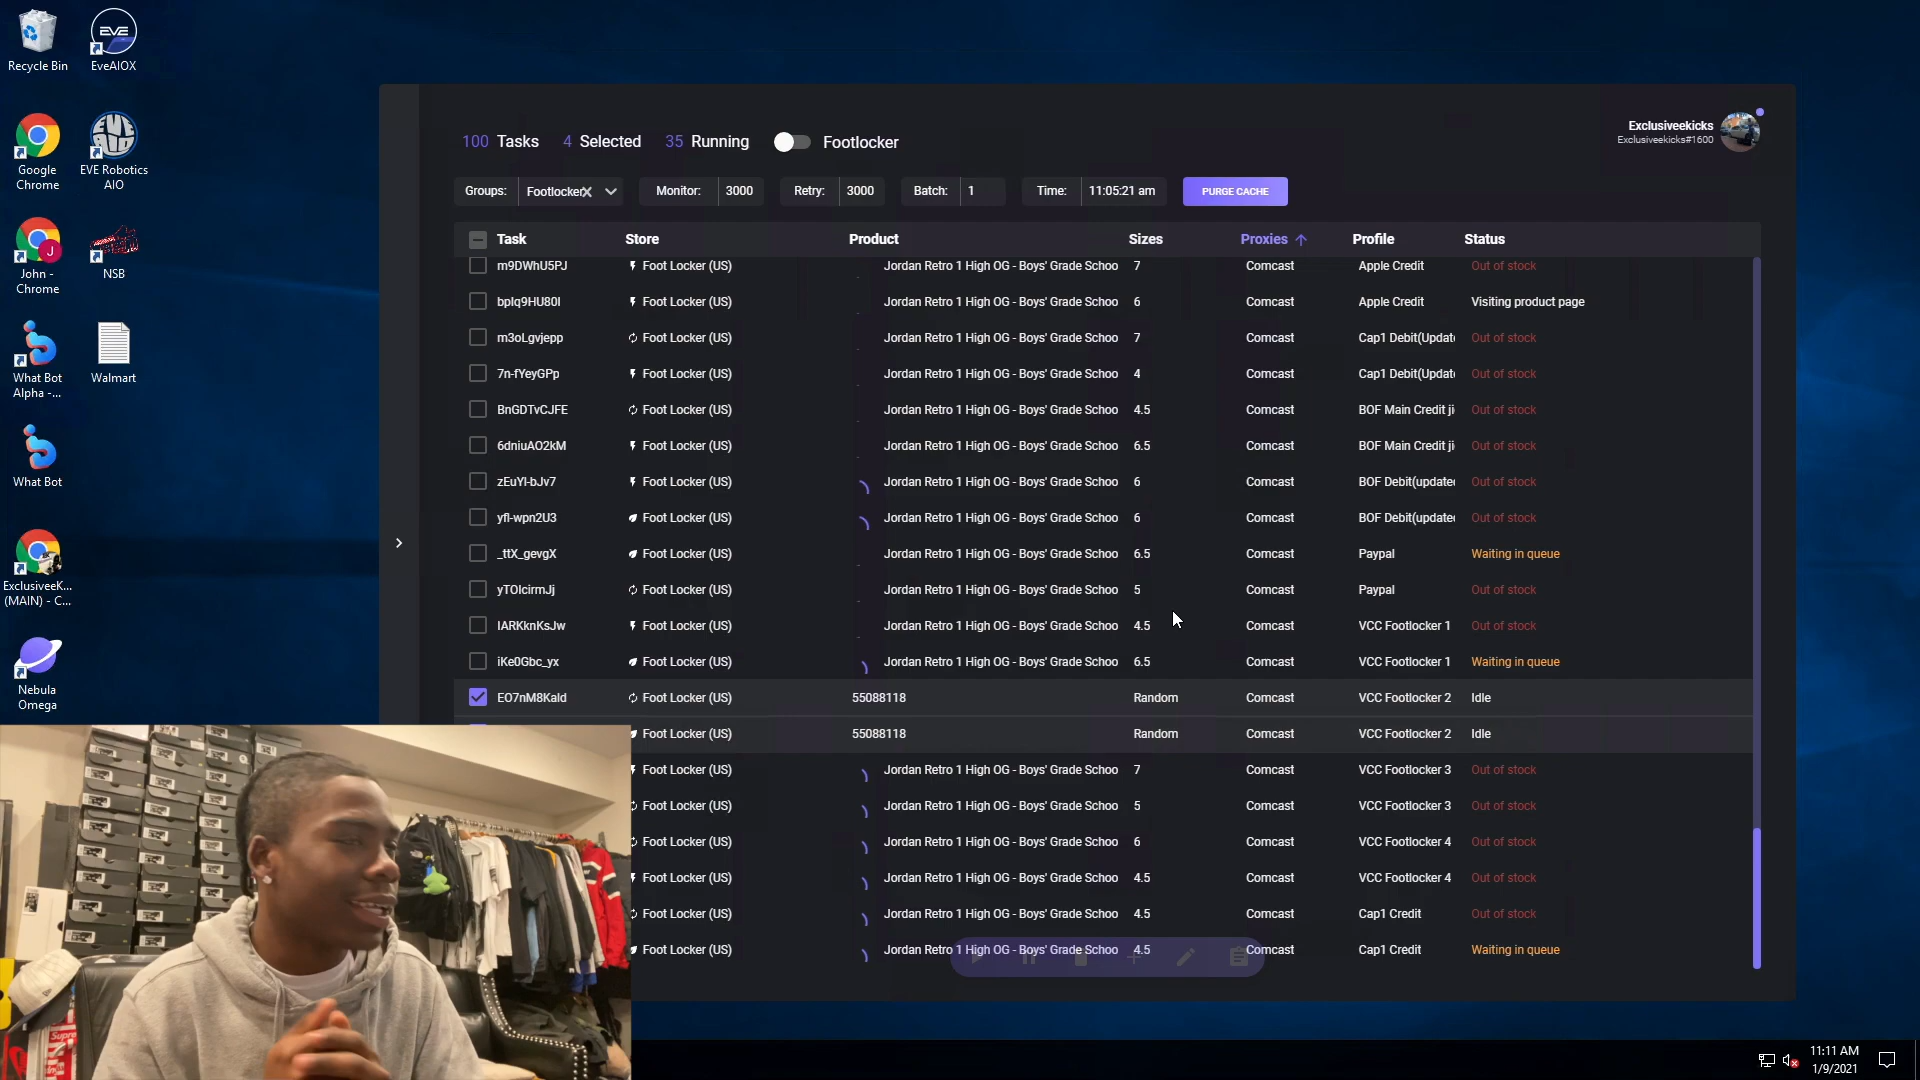 Recycle Bin
EveAIOX
Google Chrome
EVE Robotics AIO
John - Chrome
NSB
What Bot Alpha -...
Walmart
What Bot
ExclusiveeK... (MAIN) - C...
Nebula Omega
100 Tasks 4 Selected 35 Running Footlocker
Exclusiveekicks
Exclusiveekicks#1600
Groups: Footlocker Monitor: 3000 Retry: 3000 Batch: 1 Time: 11:05:21 am PURGE CACHE
Task Store Product Sizes Proxies Profile Status
m9DWhU5PJ Foot Locker (US) Jordan Retro 1 High OG - Boys' Grade Schoo 7 Comcast Apple Credit Out of stock
bpIq9HU80I Foot Locker (US) Jordan Retro 1 High OG - Boys' Grade Schoo 6 Comcast Apple Credit Visiting product page
m3oLgvjepp Foot Locker (US) Jordan Retro 1 High OG - Boys' Grade Schoo 7 Comcast Cap1 Debit(Updat Out of stock
7n-fYeyGPp Foot Locker (US) Jordan Retro 1 High OG - Boys' Grade Schoo 4 Comcast Cap1 Debit(Updat Out of stock
BnGDTvCJFE Foot Locker (US) Jordan Retro 1 High OG - Boys' Grade Schoo 4.5 Comcast BOF Main Credit ji Out of stock
6dniuAO2kM Foot Locker (US) Jordan Retro 1 High OG - Boys' Grade Schoo 6.5 Comcast BOF Main Credit ji Out of stock
zEuYl-bJv7 Foot Locker (US) Jordan Retro 1 High OG - Boys' Grade Schoo 6 Comcast BOF Debit(update Out of stock
yfl-wpn2U3 Foot Locker (US) Jordan Retro 1 High OG - Boys' Grade Schoo 6 Comcast BOF Debit(update Out of stock
_ttX_gevgX Foot Locker (US) Jordan Retro 1 High OG - Boys' Grade Schoo 6.5 Comcast Paypal Waiting in queue
yTOIcirmJj Foot Locker (US) Jordan Retro 1 High OG - Boys' Grade Schoo 5 Comcast Paypal Out of stock
IARKknKsJw Foot Locker (US) Jordan Retro 1 High OG - Boys' Grade Schoo 4.5 Comcast VCC Footlocker 1 Out of stock
iKe0Gbc_yx Foot Locker (US) Jordan Retro 1 High OG - Boys' Grade Schoo 6.5 Comcast VCC Footlocker 1 Waiting in queue
EO7nM8Kald Foot Locker (US) 55088118 Random Comcast VCC Footlocker 2 Idle
Foot Locker (US) 55088118 Random Comcast VCC Footlocker 2 Idle
Foot Locker (US) Jordan Retro 1 High OG - Boys' Grade Schoo 7 Comcast VCC Footlocker 3 Out of stock
Foot Locker (US) Jordan Retro 1 High OG - Boys' Grade Schoo 5 Comcast VCC Footlocker 3 Out of stock
Foot Locker (US) Jordan Retro 1 High OG - Boys' Grade Schoo 6 Comcast VCC Footlocker 4 Out of stock
Foot Locker (US) Jordan Retro 1 High OG - Boys' Grade Schoo 4.5 Comcast VCC Footlocker 4 Out of stock
Foot Locker (US) Jordan Retro 1 High OG - Boys' Grade Schoo 4.5 Comcast Cap1 Credit Out of stock
Foot Locker (US) Jordan Retro 1 High OG - Boys' Grade Schoo 4.5 Comcast Cap1 Credit Waiting in queue
11:11 AM
1/9/2021